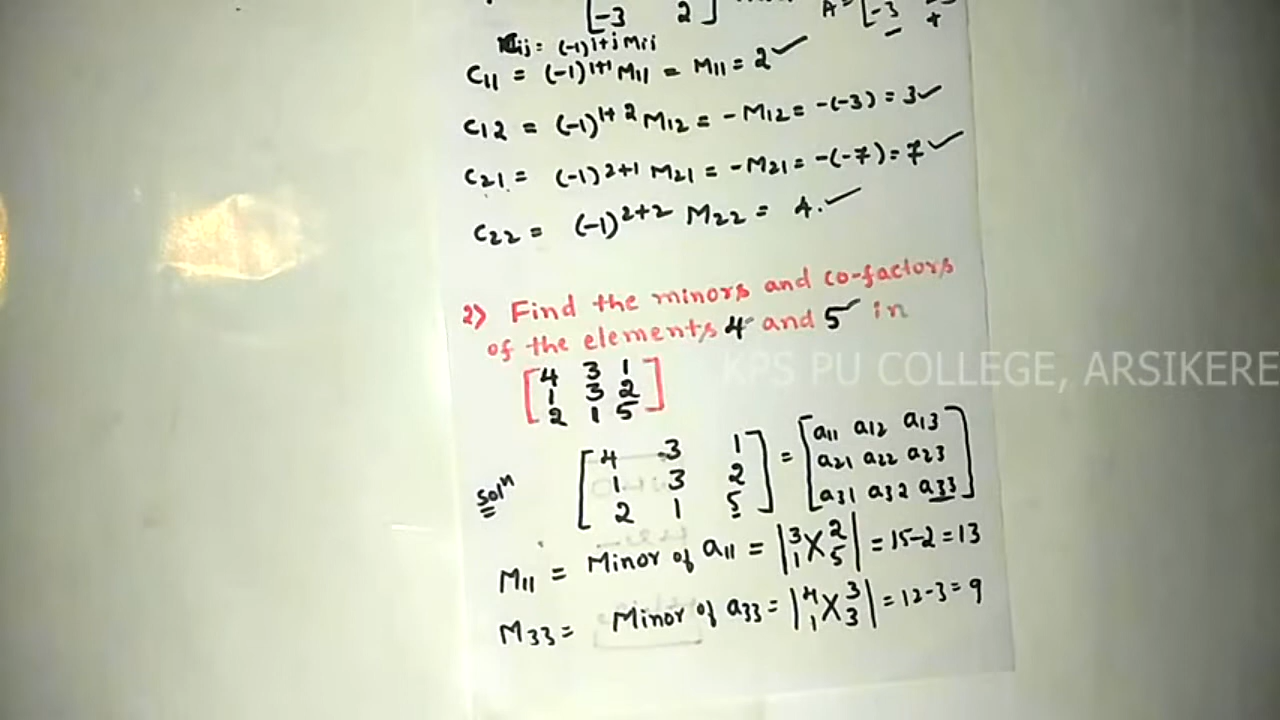 [-3 2] A = [-3
+
Cij = (-1)i+j Mij
C11 = (-1)1+1 M11 = M11 = 2 ✓
C12 = (-1)1+2 M12 = -M12 = -(-3) = 3 ✓
C21 = (-1)2+1 M21 = -M21 = -(-7) = 7 ✓
C22 = (-1)2+2 M22 = 4. ✓
2) Find the minors and co-factors
of the elements 4 and 5 in
[4 3 1
1 3 2
2 1 5]
KPS PU COLLEGE, ARSIKERE
Soln [4 3 1 1 3 2 2 1 5] = [a11 a12 a13 a21 a22 a23 a31 a32 a33]
M11 = Minor of a11 = |3 2 1 5| = 15-2 = 13
M33 = Minor of a33 = |4 3 1 3| = 12-3 = 9